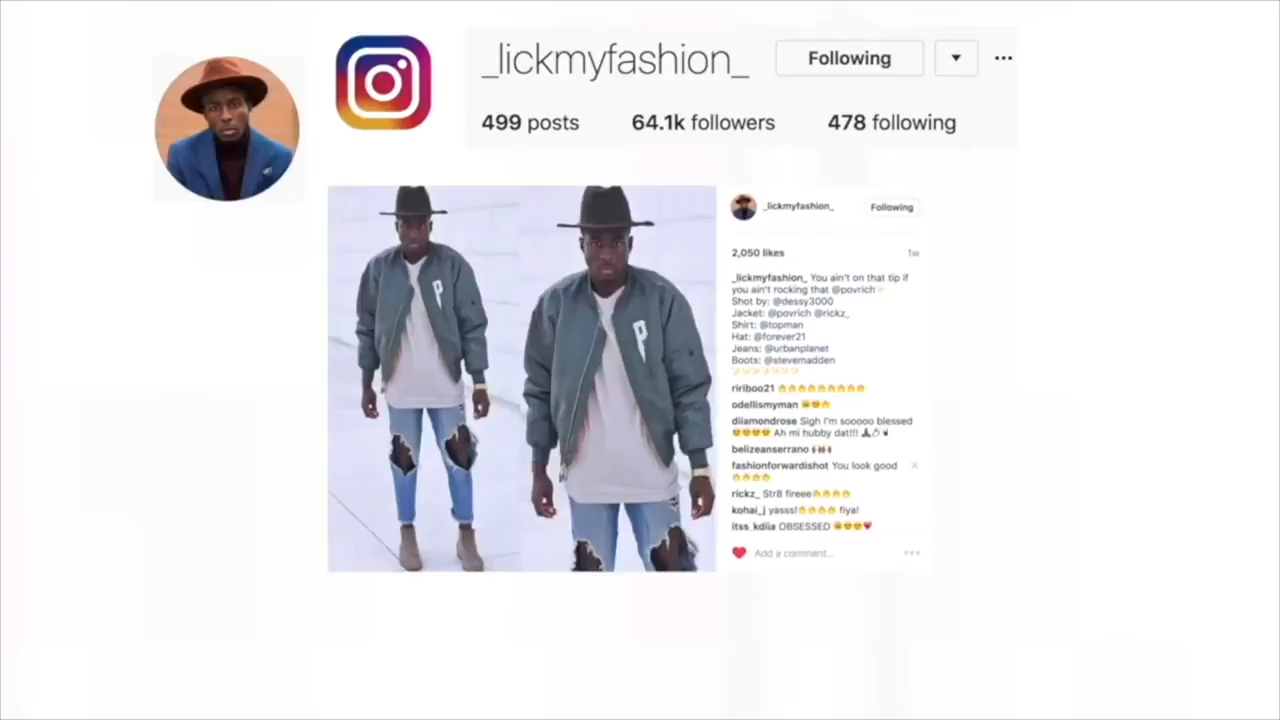 _lickmyfashion_ Following
499 posts 64.1k followers 478 following
P P
_lickmyfashion_ Following
2,050 likes 1w
_lickmyfashion_ You ain't on that tip if
you ain't rocking that @povrich✨
Shot by: @dessy3000
Jacket: @povrich @rickz_
Shirt: @topman
Hat: @forever21
Jeans: @urbanplanet
Boots: @stevemadden
ririboo21
odellismyman
diiamondrose Sigh I'm sooooo blessed
Ah mi hubby dat!!!
belizeanserrano
fashionforwardishot You look good
rickz_ Str8 fireee
kohai_j yasss! fiya!
itss_kdiia OBSESSED
Add a comment...